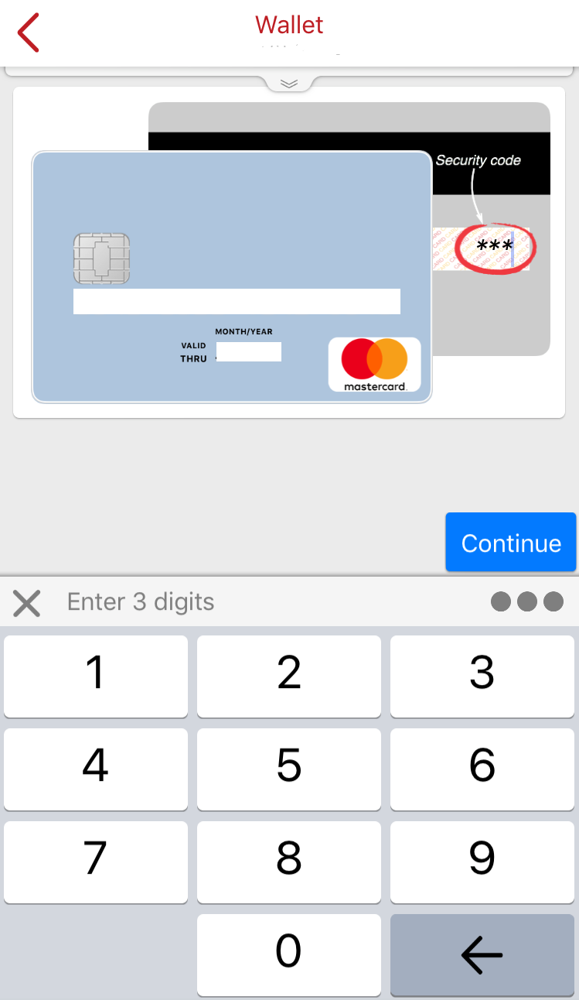 Wallet
Security code
***
MONTH/YEAR
VALID
THRU
mastercard.
Continue
Enter 3 digits
1 2 3
4 5 6
7 8 9
0